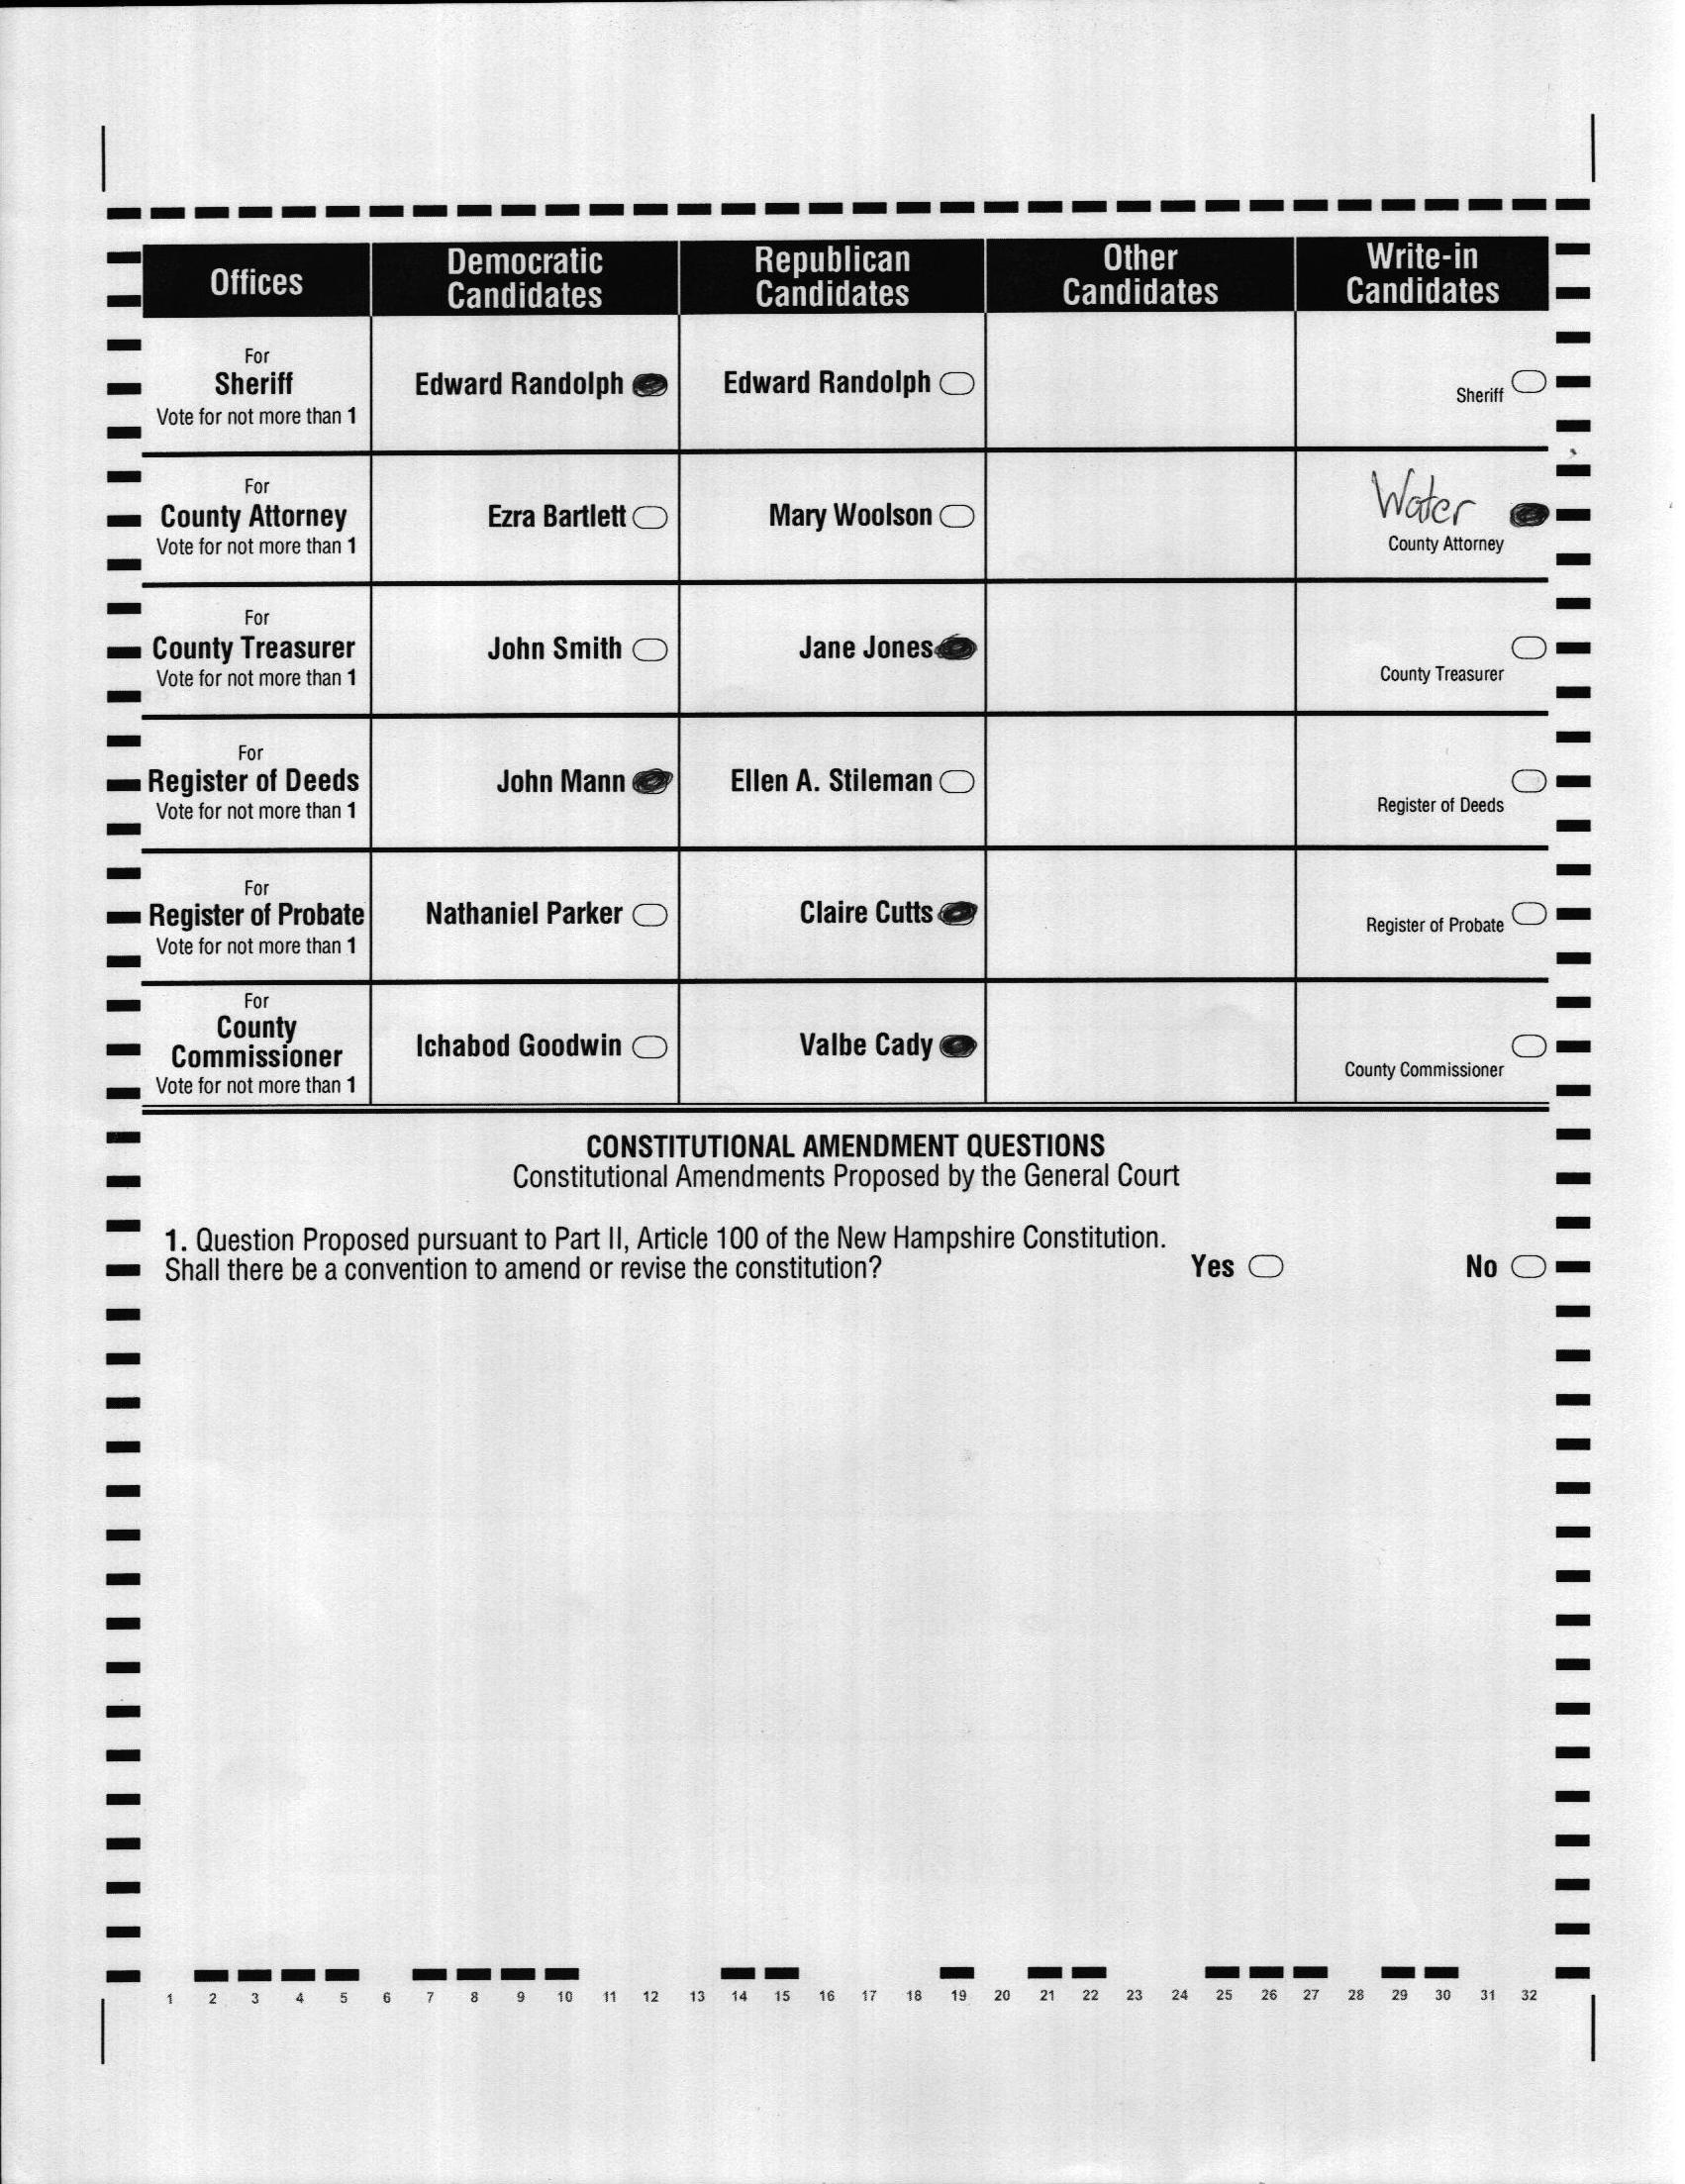 Offices Democratic Candidates Republican Candidates Other Candidates Write-in Candidates
For
Sheriff
Vote for not more than 1
Edward Randolph
Edward Randolph
Sheriff
For
County Attorney
Vote for not more than 1
Ezra Bartlett
Mary Woolson
Water
County Attorney
For
County Treasurer
Vote for not more than 1
John Smith
Jane Jones
County Treasurer
For
Register of Deeds
Vote for not more than 1
John Mann
Ellen A. Stileman
Register of Deeds
For
Register of Probate
Vote for not more than 1
Nathaniel Parker
Claire Cutts
Register of Probate
For
County
Commissioner
Vote for not more than 1
Ichabod Goodwin
Valbe Cady
County Commissioner
CONSTITUTIONAL AMENDMENT QUESTIONS
Constitutional Amendments Proposed by the General Court
1. Question Proposed pursuant to Part II, Article 100 of the New Hampshire Constitution.
Shall there be a convention to amend or revise the constitution? Yes No
1 2 3 4 5 6 7 8 9 10 11 12 13 14 15 16 17 18 19 20 21 22 23 24 25 26 27 28 29 30 31 32